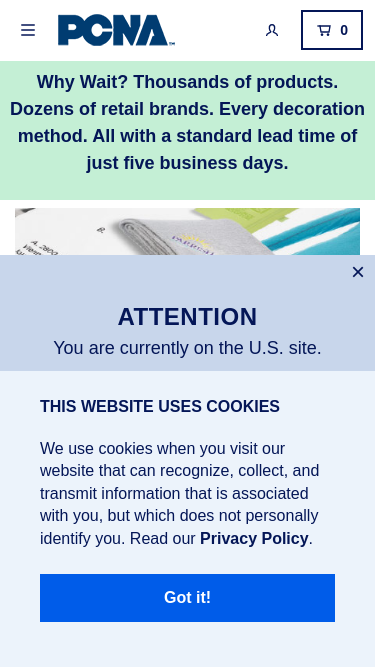 PCNA
0
Why Wait? Thousands of products.
Dozens of retail brands. Every decoration
method. All with a standard lead time of
just five business days.
ATTENTION
You are currently on the U.S. site.
THIS WEBSITE USES COOKIES
We use cookies when you visit our
website that can recognize, collect, and
transmit information that is associated
with you, but which does not personally
identify you. Read our Privacy Policy.
Got it!